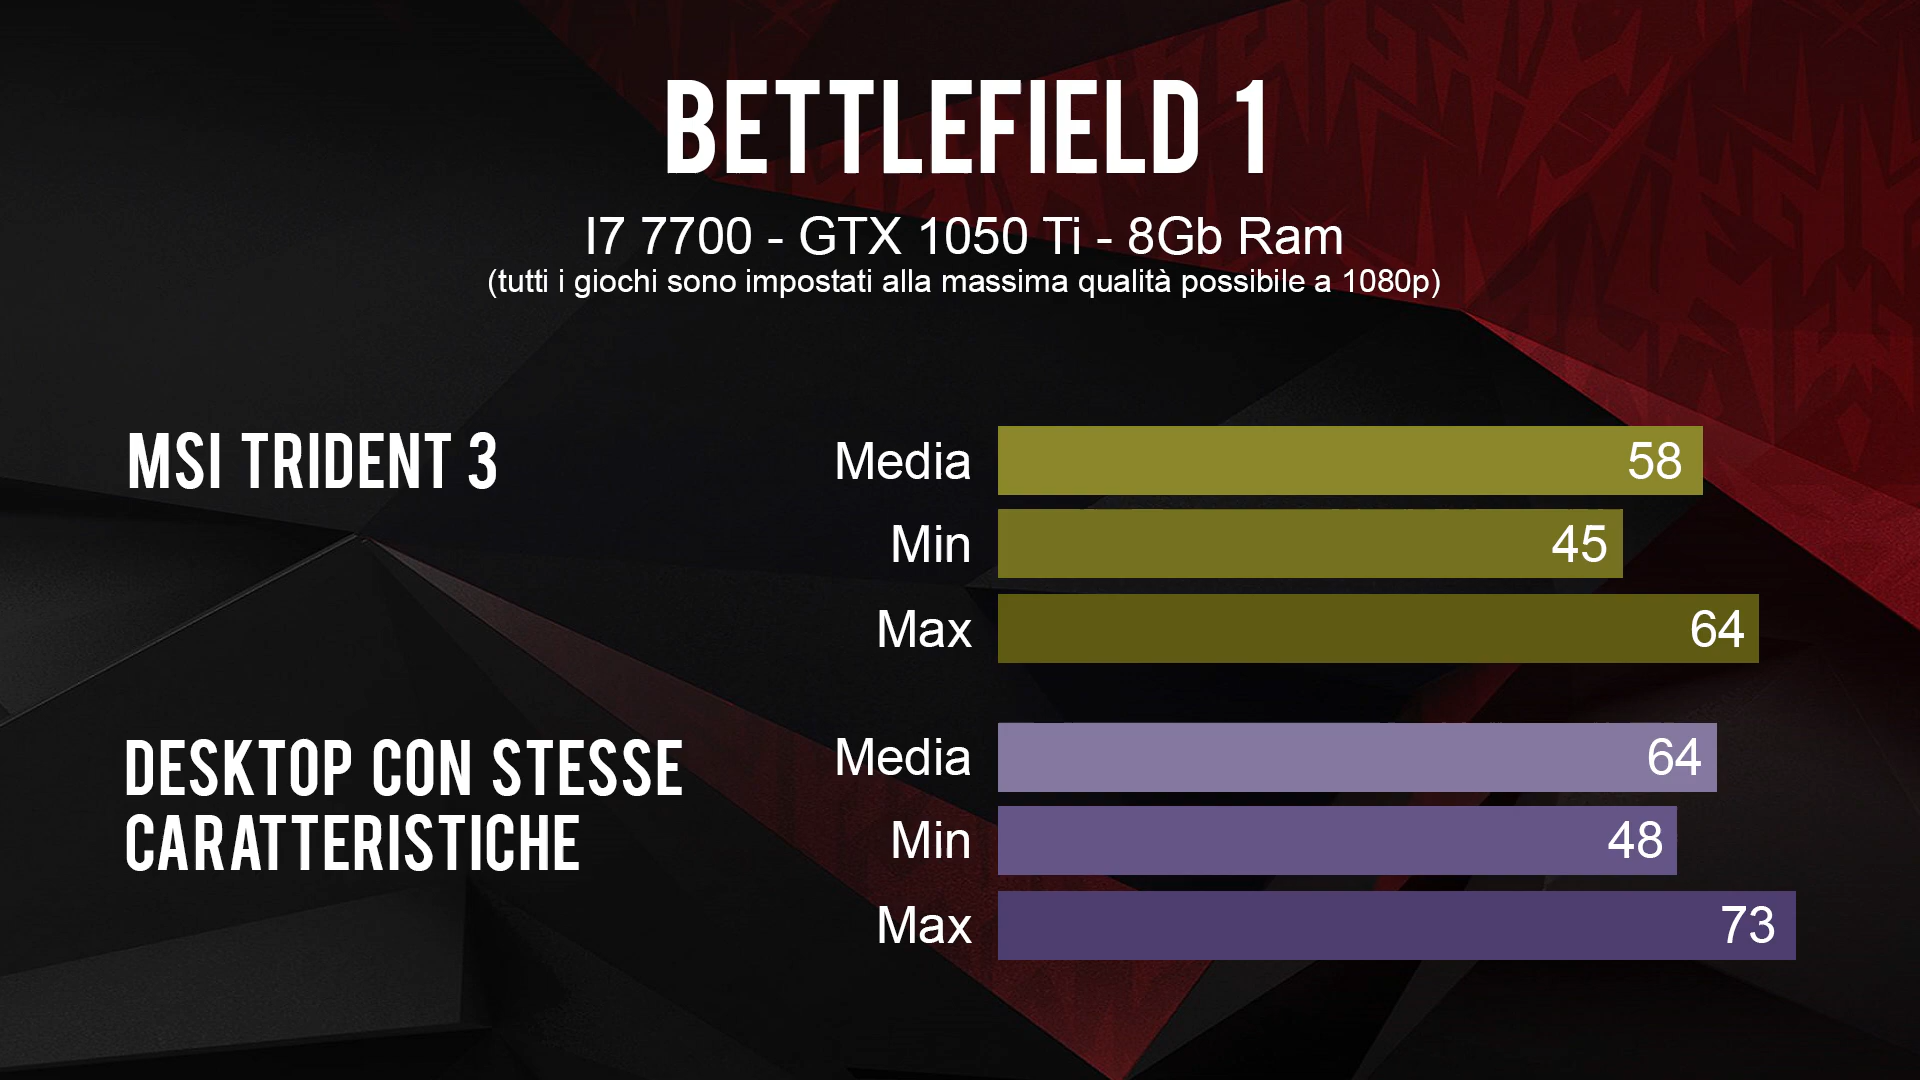 BETTLEFIELD 1
I7 7700 - GTX 1050 Ti - 8Gb Ram
(tutti i giochi sono impostati alla massima qualità possibile a 1080p)
MSI TRIDENT 3
Media 58
Min 45
Max 64
DESKTOP CON STESSE
CARATTERISTICHE
Media 64
Min 48
Max 73